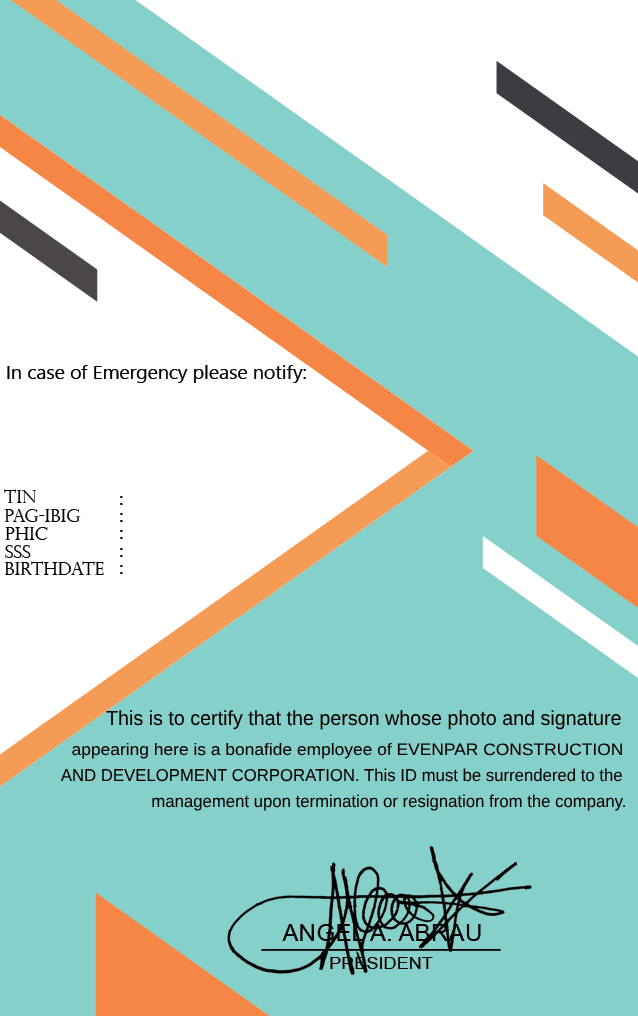 In case of Emergency please notify:
TIN :
PAG-IBIG :
PHIC :
SSS :
BIRTHDATE :
This is to certify that the person whose photo and signature
appearing here is a bonafide employee of EVENPAR CONSTRUCTION
AND DEVELOPMENT CORPORATION. This ID must be surrendered to the
management upon termination or resignation from the company.
ANGEL A. ABRAU
PRESIDENT